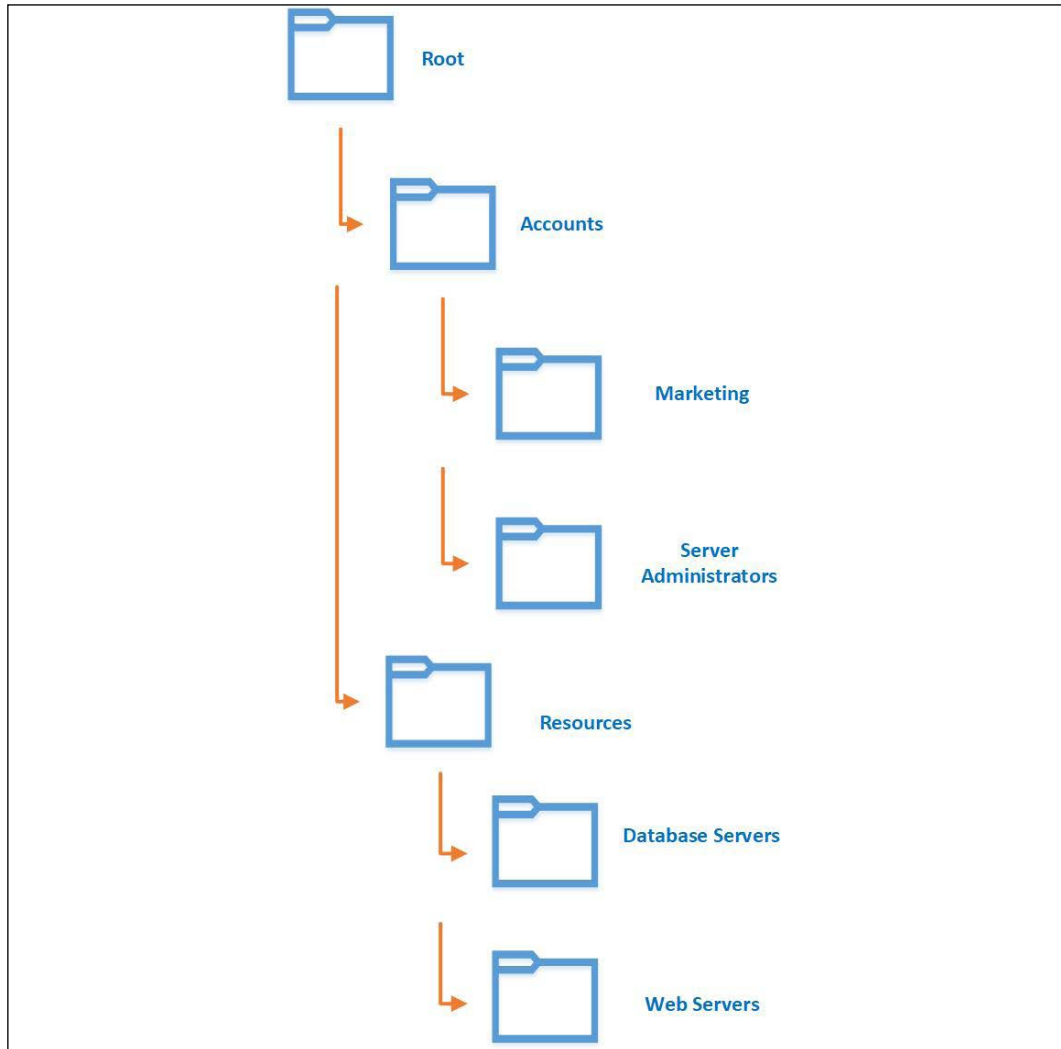 Root
Accounts
Marketing
Server
Administrators
Resources
Database Servers
Web Servers